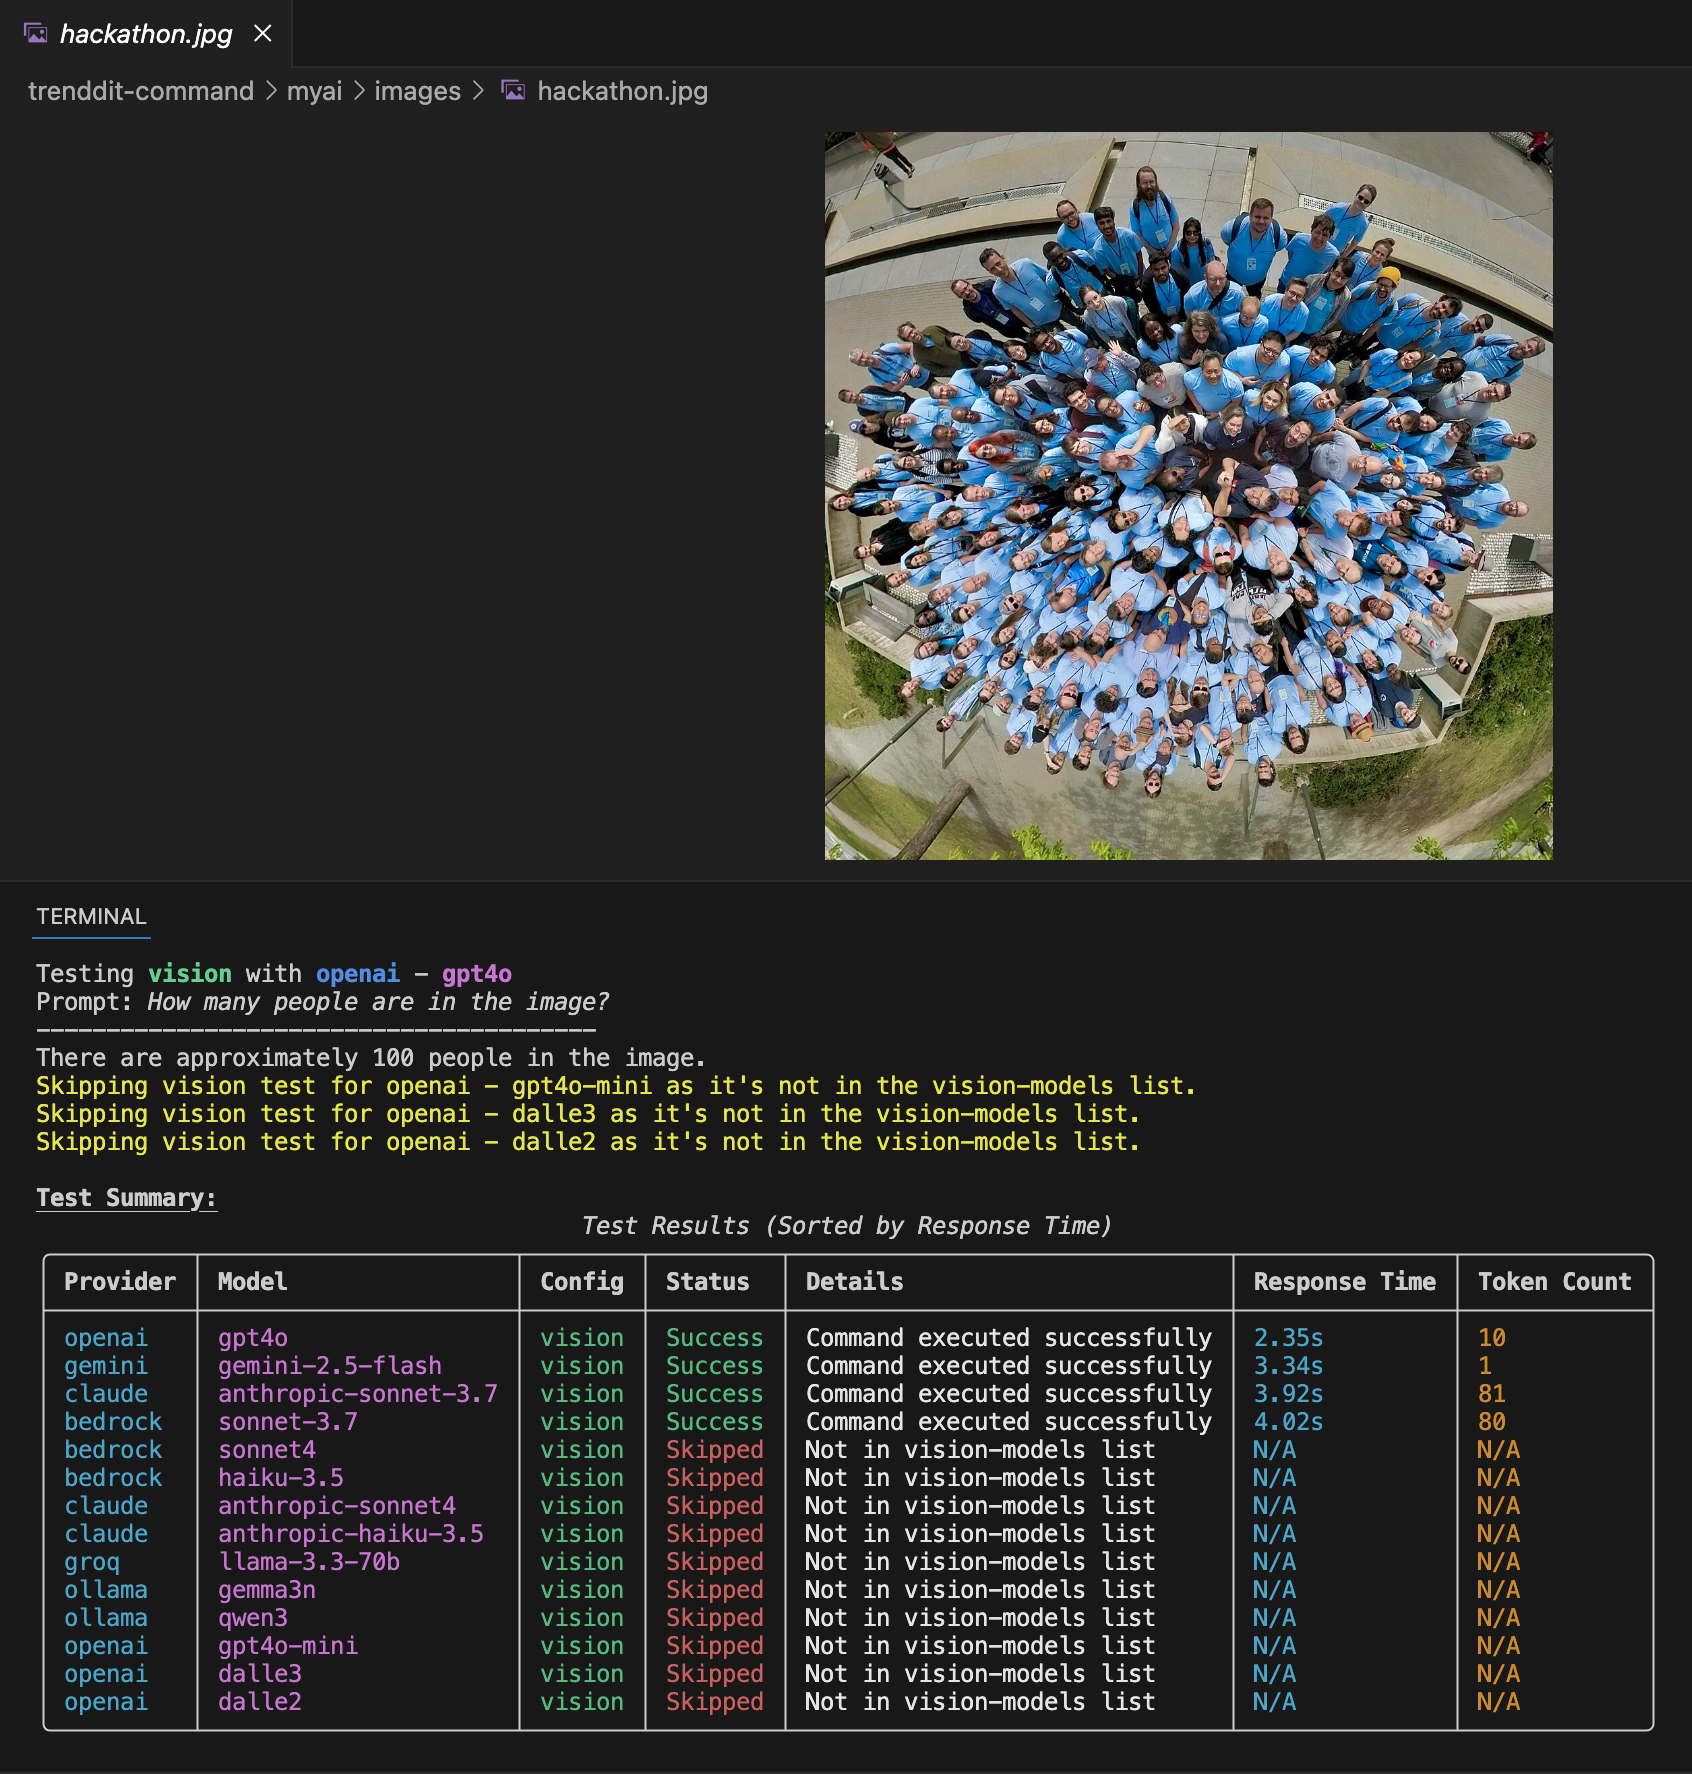 hackathon.jpg
trenddit-command > myai > images > hackathon.jpg
TERMINAL
Testing vision with openai - gpt4o
Prompt: How many people are in the image?
----------------------------------------
There are approximately 100 people in the image.
Skipping vision test for openai - gpt4o-mini as it's not in the vision-models list.
Skipping vision test for openai - dalle3 as it's not in the vision-models list.
Skipping vision test for openai - dalle2 as it's not in the vision-models list.
Test Summary:
Test Results (Sorted by Response Time)
Provider Model Config Status Details Response Time Token Count
openai gpt4o vision Success Command executed successfully 2.35s 10
gemini gemini-2.5-flash vision Success Command executed successfully 3.34s 1
claude anthropic-sonnet-3.7 vision Success Command executed successfully 3.92s 81
bedrock sonnet-3.7 vision Success Command executed successfully 4.02s 80
bedrock sonnet4 vision Skipped Not in vision-models list N/A N/A
bedrock haiku-3.5 vision Skipped Not in vision-models list N/A N/A
claude anthropic-sonnet4 vision Skipped Not in vision-models list N/A N/A
claude anthropic-haiku-3.5 vision Skipped Not in vision-models list N/A N/A
groq llama-3.3-70b vision Skipped Not in vision-models list N/A N/A
ollama gemma3n vision Skipped Not in vision-models list N/A N/A
ollama qwen3 vision Skipped Not in vision-models list N/A N/A
openai gpt4o-mini vision Skipped Not in vision-models list N/A N/A
openai dalle3 vision Skipped Not in vision-models list N/A N/A
openai dalle2 vision Skipped Not in vision-models list N/A N/A